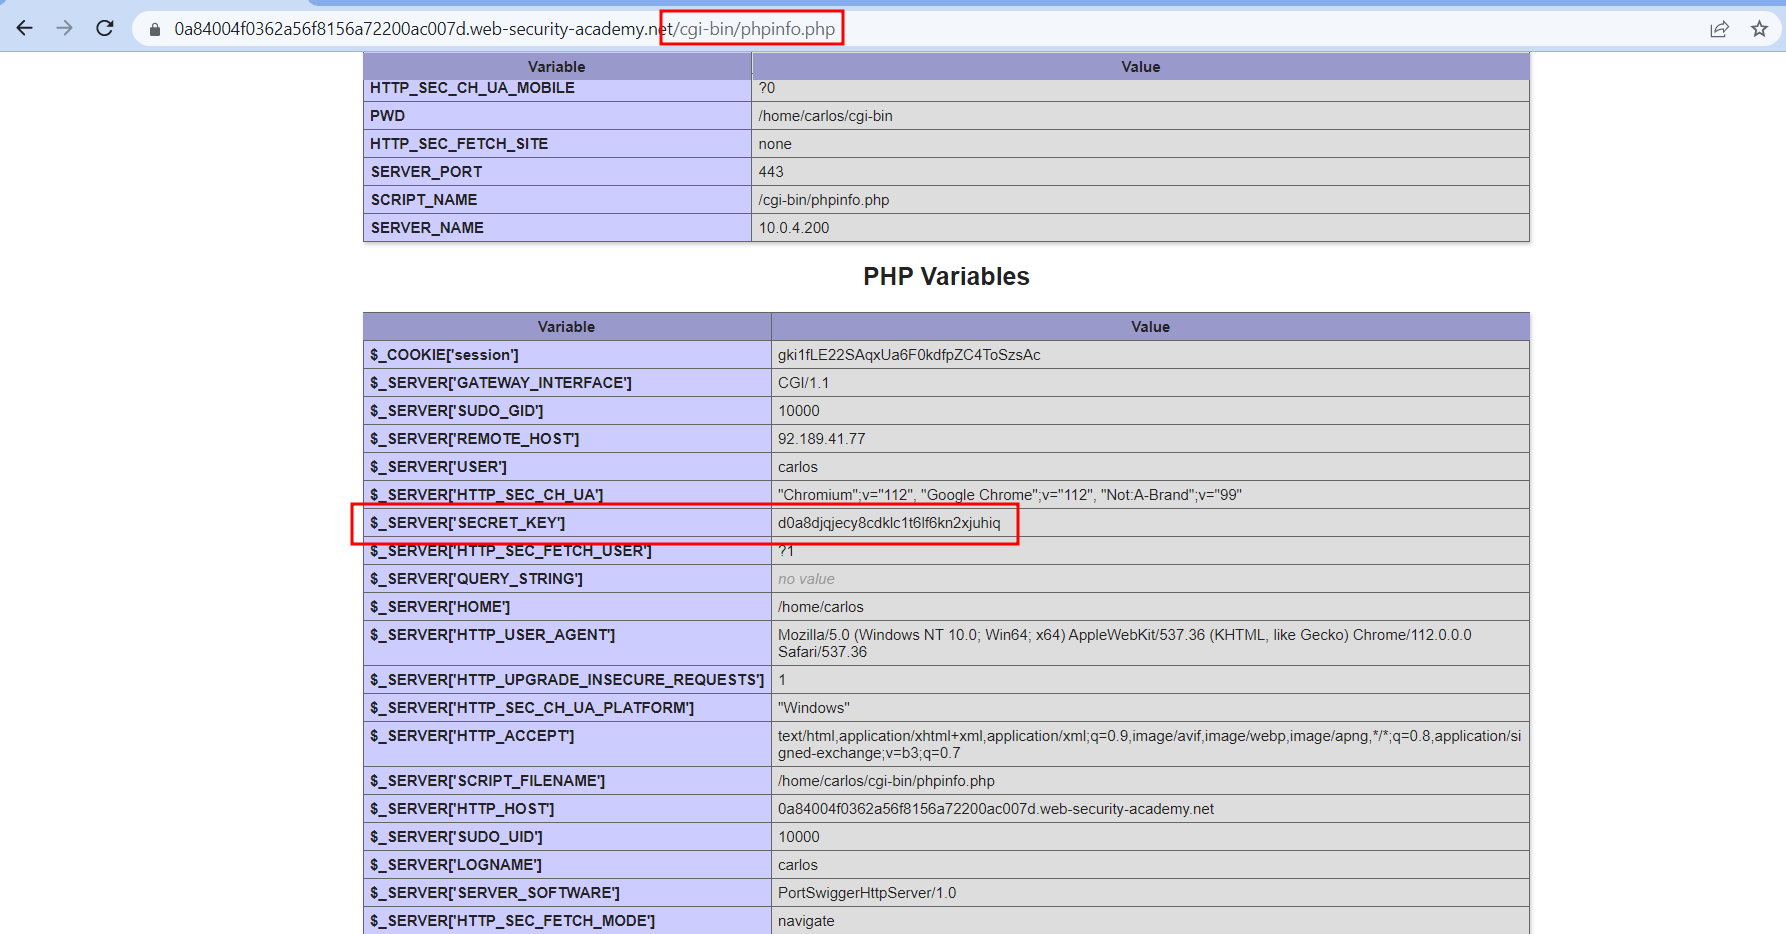 0a84004f0362a56f8156a72200ac007d.web-security-academy.net/cgi-bin/phpinfo.php
Variable Value
HTTP_SEC_CH_UA_MOBILE ?0
PWD /home/carlos/cgi-bin
HTTP_SEC_FETCH_SITE none
SERVER_PORT 443
SCRIPT_NAME /cgi-bin/phpinfo.php
SERVER_NAME 10.0.4.200
PHP Variables
Variable Value
$_COOKIE['session'] gki1fLE22SAqxUa6F0kdfpZC4ToSzsAc
$_SERVER['GATEWAY_INTERFACE'] CGI/1.1
$_SERVER['SUDO_GID'] 10000
$_SERVER['REMOTE_HOST'] 92.189.41.77
$_SERVER['USER'] carlos
$_SERVER['HTTP_SEC_CH_UA'] "Chromium";v="112", "Google Chrome";v="112", "Not:A-Brand";v="99"
$_SERVER['SECRET_KEY'] d0a8djqjecy8cdklc1t6lf6kn2xjuhiq
$_SERVER['HTTP_SEC_FETCH_USER'] ?1
$_SERVER['QUERY_STRING'] no value
$_SERVER['HOME'] /home/carlos
$_SERVER['HTTP_USER_AGENT'] Mozilla/5.0 (Windows NT 10.0; Win64; x64) AppleWebKit/537.36 (KHTML, like Gecko) Chrome/112.0.0.0
Safari/537.36
$_SERVER['HTTP_UPGRADE_INSECURE_REQUESTS'] 1
$_SERVER['HTTP_SEC_CH_UA_PLATFORM'] "Windows"
$_SERVER['HTTP_ACCEPT'] text/html,application/xhtml+xml,application/xml;q=0.9,image/avif,image/webp,image/apng,*/*;q=0.8,application/si
gned-exchange;v=b3;q=0.7
$_SERVER['SCRIPT_FILENAME'] /home/carlos/cgi-bin/phpinfo.php
$_SERVER['HTTP_HOST'] 0a84004f0362a56f8156a72200ac007d.web-security-academy.net
$_SERVER['SUDO_UID'] 10000
$_SERVER['LOGNAME'] carlos
$_SERVER['SERVER_SOFTWARE'] PortSwiggerHttpServer/1.0
$_SERVER['HTTP_SEC_FETCH_MODE'] navigate